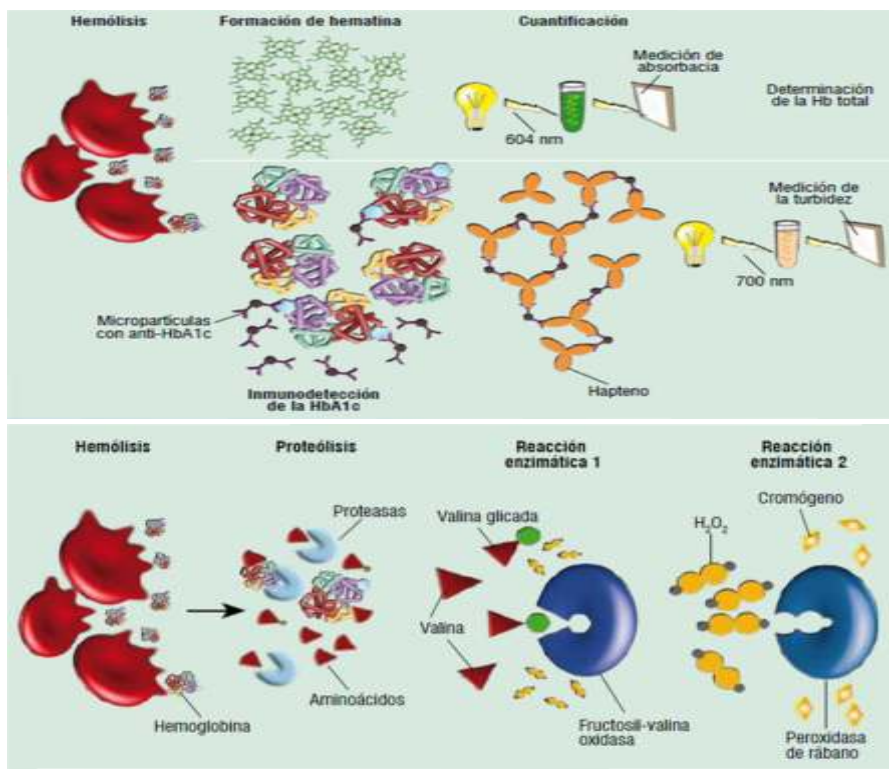 Hemólisis
Formación de hematina
Cuantificación
Medición de
absorbacia
604 nm
Determinación
de la Hb total
Medición de
la turbidez
700 nm
Micropartículas
con anti-HbA1c
Inmunodetección
de la HbA1c
Hapteno
Hemólisis
Proteólisis
Reacción
enzimática 1
Reacción
enzimática 2
Proteasas
Aminoácidos
Hemoglobina
Valina glicada
Valina
Fructosil-valina
oxidasa
H2O2
Cromógeno
Peroxidasa
de rábano